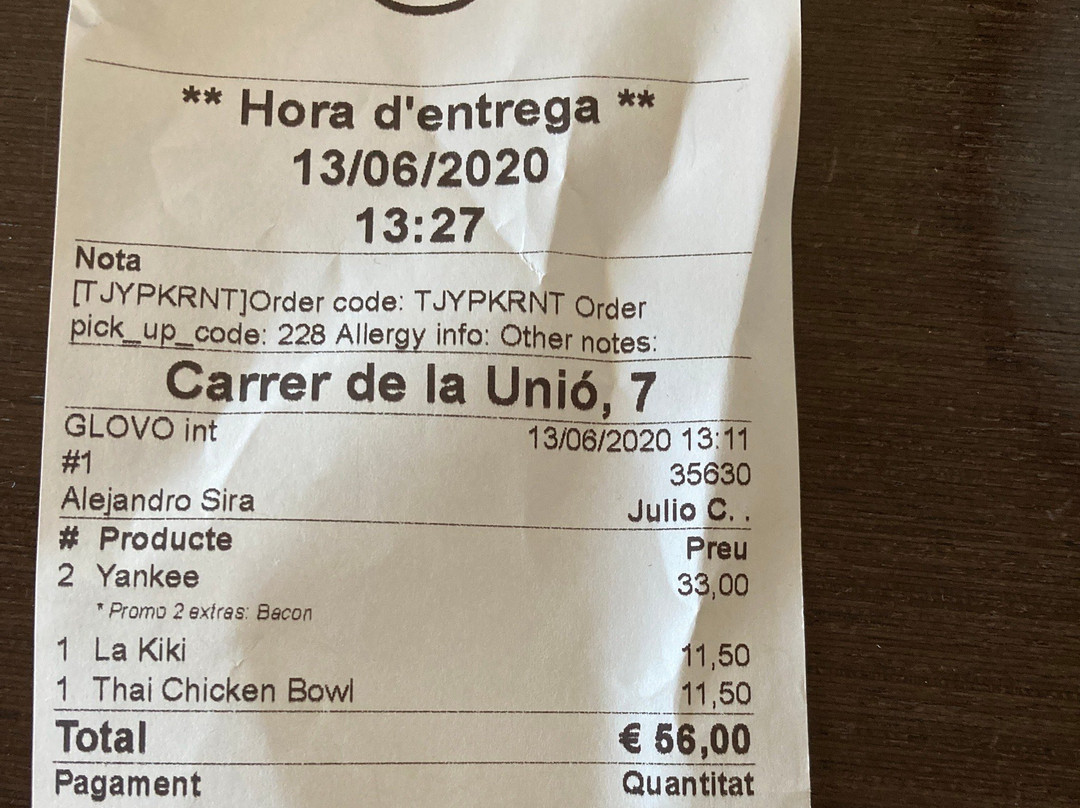 ** Hora d'entrega **
13/06/2020
13:27
Nota
[TJYPKRNT]Order code: TJYPKRNT Order
pick_up_code: 228 Allergy info: Other notes:
Carrer de la Unió, 7
GLOVO int 13/06/2020 13:11
#1 35630
Alejandro Sira Julio C. .
# Producte Preu
2 Yankee 33,00
* Promo 2 extras: Bacon
1 La Kiki 11,50
1 Thai Chicken Bowl 11,50
Total € 56,00
Pagament Quantitat